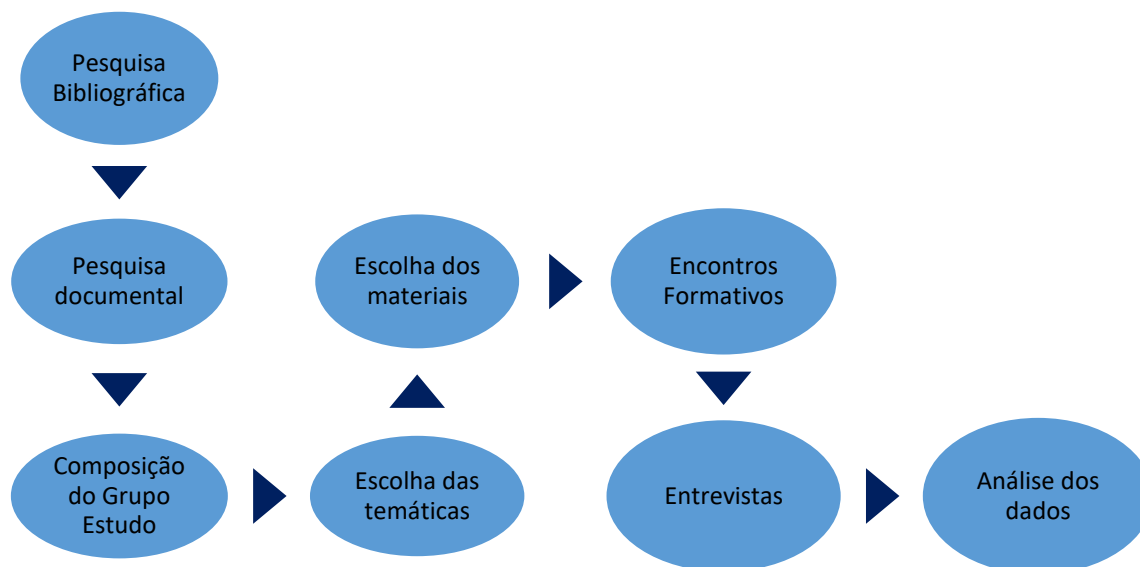 Pesquisa
Bibliográfica
Pesquisa
documental
Composição
do Grupo
Estudo
Escolha das
temáticas
Escolha dos
materiais
Encontros
Formativos
Entrevistas
Análise dos
dados